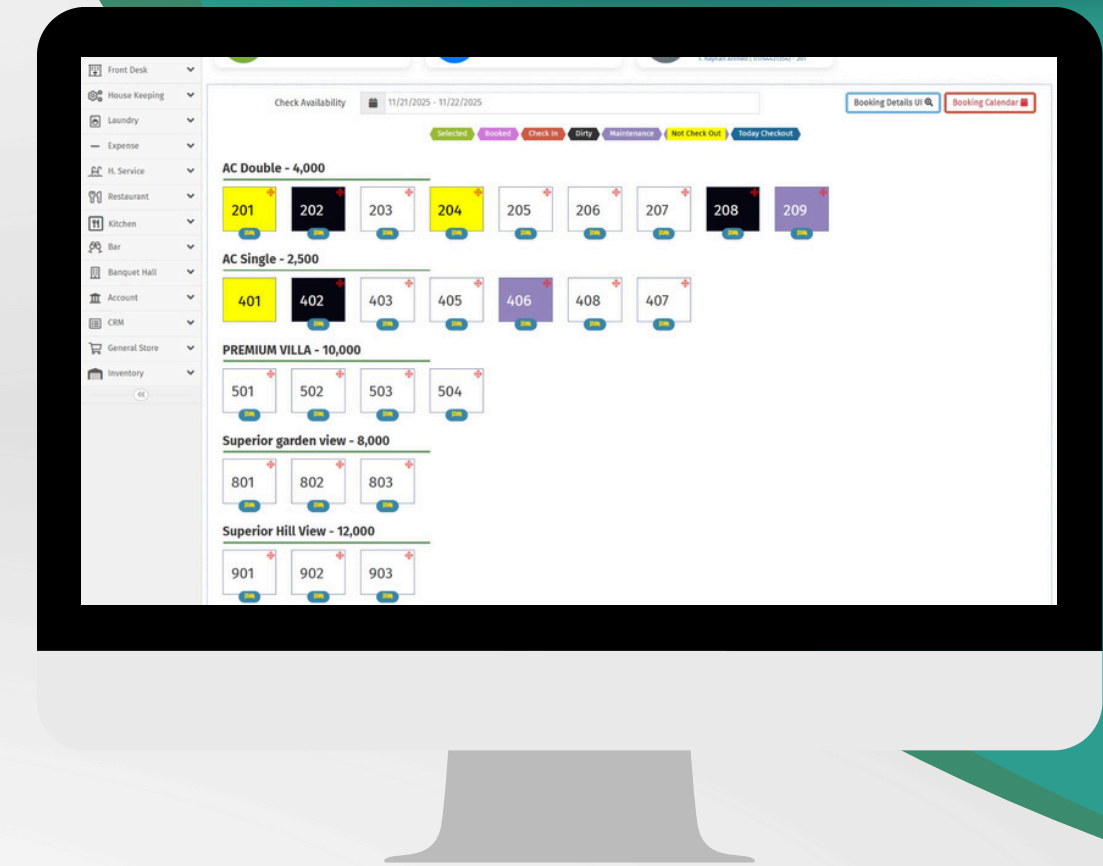 Front Desk
House Keeping
Laundry
Expense
H. Service
Restaurant
Kitchen
Bar
Banquet Hall
Account
CRM
General Store
Inventory
Check Availability 11/21/2025 - 11/22/2025 Booking Details UI Booking Calendar
Selected Booked Check In Dirty Maintenance Not Check Out Today Checkout
AC Double - 4,000
201 202 203 204 205 206 207 208 209
AC Single - 2,500
401 402 403 405 406 408 407
PREMIUM VILLA - 10,000
501 502 503 504
Superior garden view - 8,000
801 802 803
Superior Hill View - 12,000
901 902 903